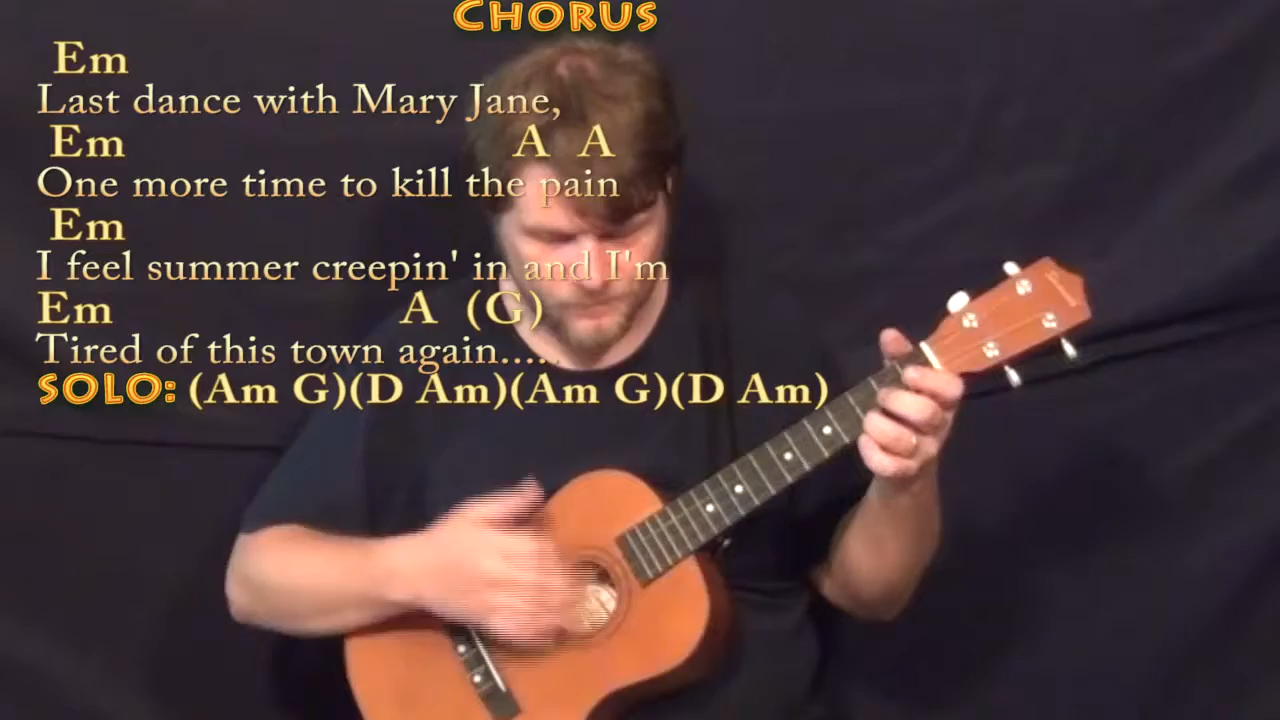 CHORUS
Em
Last dance with Mary Jane,
Em A A
One more time to kill the pain
Em
I feel summer creepin' in and I'm
Em A (G)
Tired of this town again.....
SOLO: (Am G)(D Am)(Am G)(D Am)